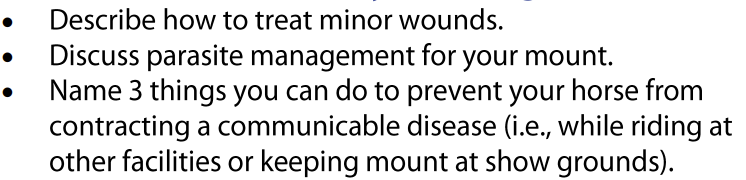 • Describe how to treat minor wounds.
• Discuss parasite management for your mount.
• Name 3 things you can do to prevent your horse from
contracting a communicable disease (i.e., while riding at
other facilities or keeping mount at show grounds).